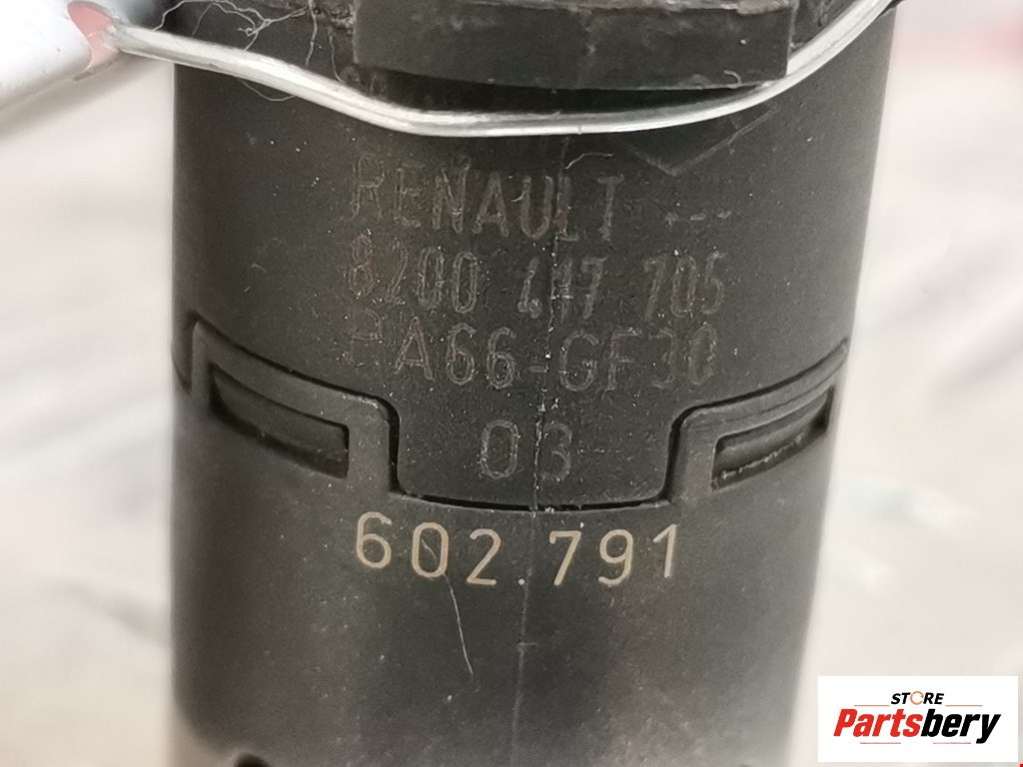 RENAULT ---
8200 417 705
PA66-GF30
03
602.791
STORE
Partsbery